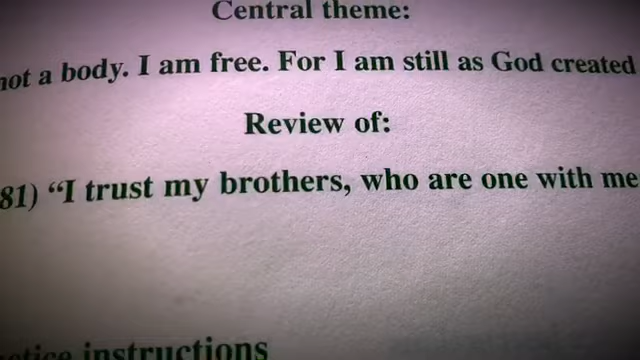 Central theme:
not a body. I am free. For I am still as God created
Review of:
81) “I trust my brothers, who are one with me
instructions